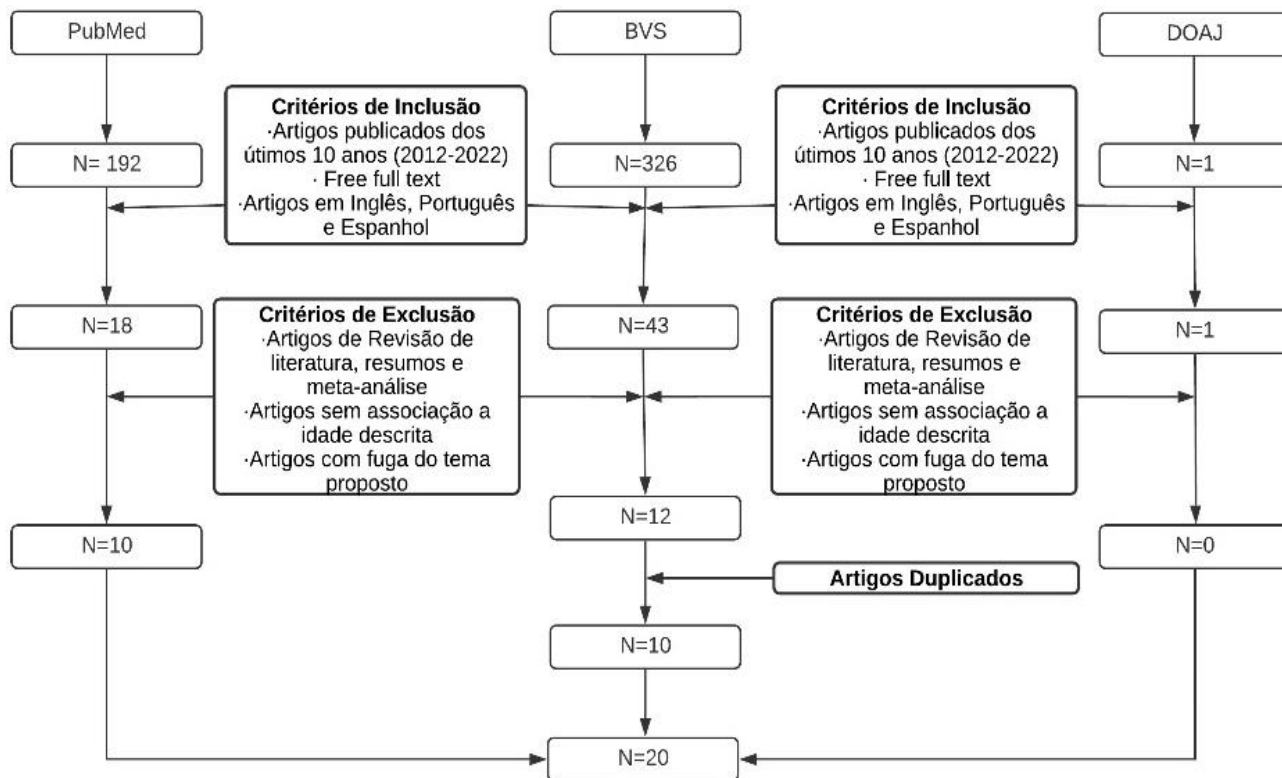 PubMed
BVS
DOAJ
Critérios de Inclusão
·Artigos publicados dos
útimos 10 anos (2012-2022)
· Free full text
·Artigos em Inglês, Português
e Espanhol
Critérios de Inclusão
·Artigos publicados dos
útimos 10 anos (2012-2022)
· Free full text
·Artigos em Inglês, Português
e Espanhol
N= 192
N=326
N=1
N=18
Critérios de Exclusão
·Artigos de Revisão de
literatura, resumos e
meta-análise
·Artigos sem associação a
idade descrita
·Artigos com fuga do tema
proposto
N=43
Critérios de Exclusão
·Artigos de Revisão de
literatura, resumos e
meta-análise
·Artigos sem associação a
idade descrita
·Artigos com fuga do tema
proposto
N=1
N=10
N=12
N=0
Artigos Duplicados
N=10
N=20